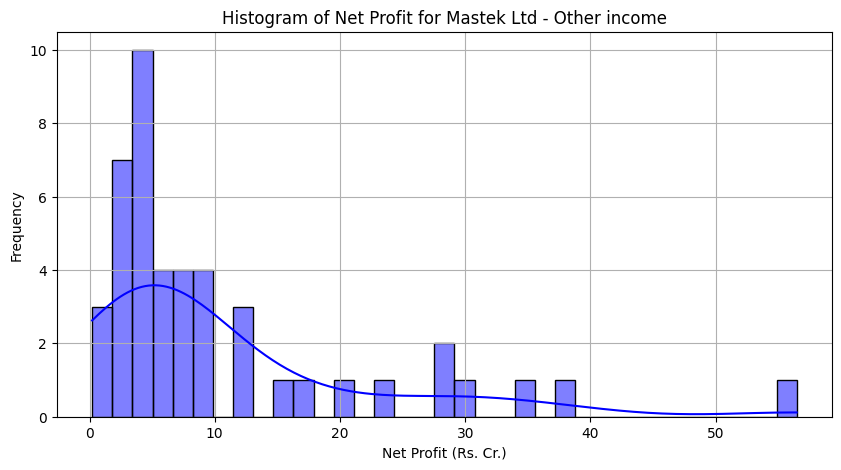 Histogram of Net Profit for Mastek Ltd - Other income
10
8
6
4
2
0
Frequency
0 10 20 30 40 50
Net Profit (Rs. Cr.)